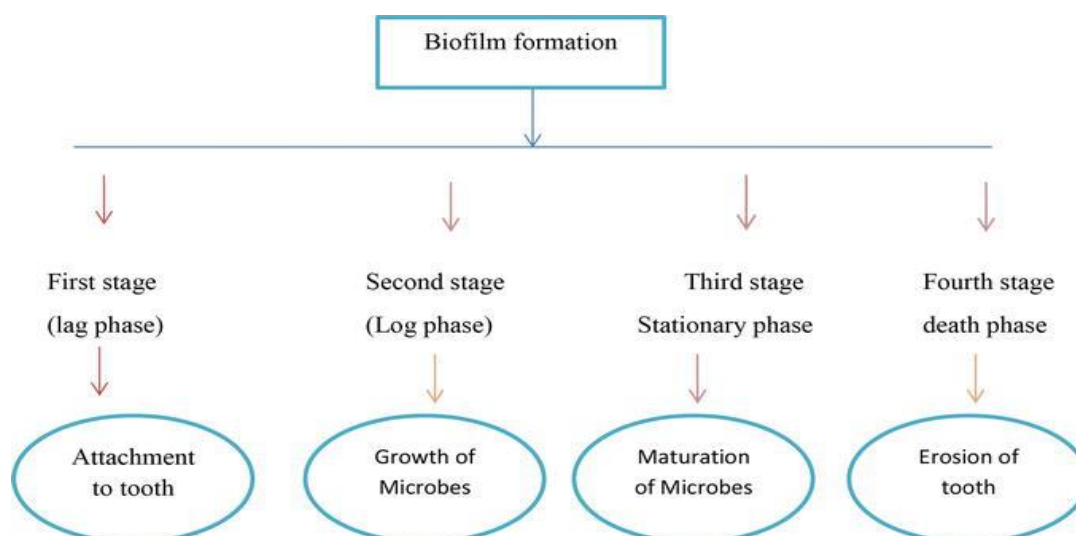 Biofilm formation
First stage
(lag phase)
Second stage
(Log phase)
Third stage
Stationary phase
Fourth stage
death phase
Attachment
to tooth
Growth of
Microbes
Maturation
of Microbes
Erosion of
tooth